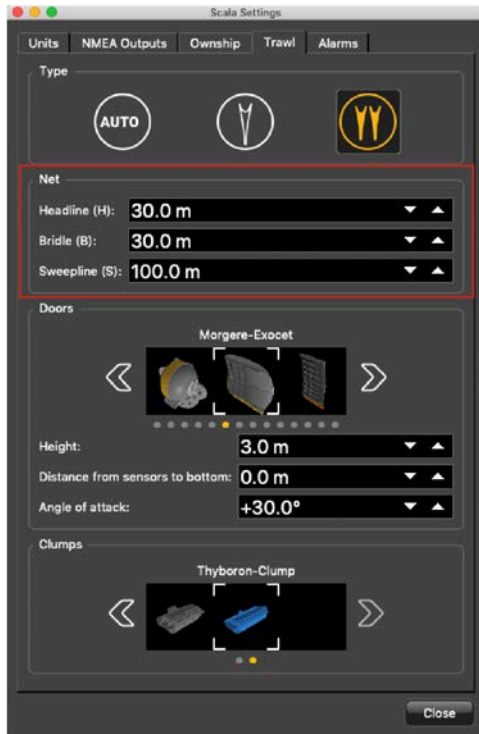 Scala Settings
Units NMEA Outputs Ownship Trawl Alarms
Type
AUTO
Net
Headline (H): 30.0 m
Bridle (B): 30.0 m
Sweepline (S): 100.0 m
Doors
Morgere-Exocet
Height: 3.0 m
Distance from sensors to bottom: 0.0 m
Angle of attack: +30.0°
Clumps
Thyboron-Clump
Close